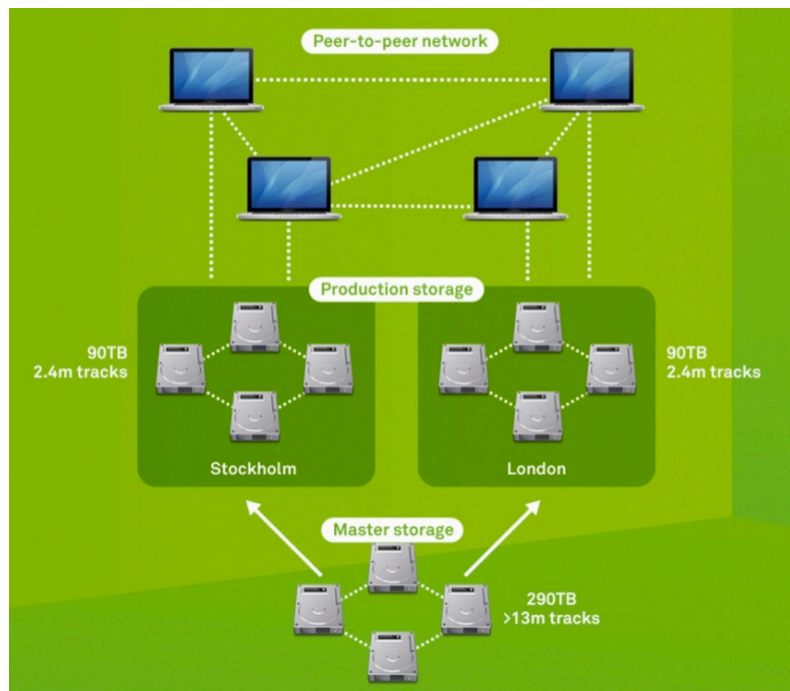 Peer-to-peer network
Production storage
90TB
2.4m tracks
90TB
2.4m tracks
Stockholm
London
Master storage
290TB
>13m tracks